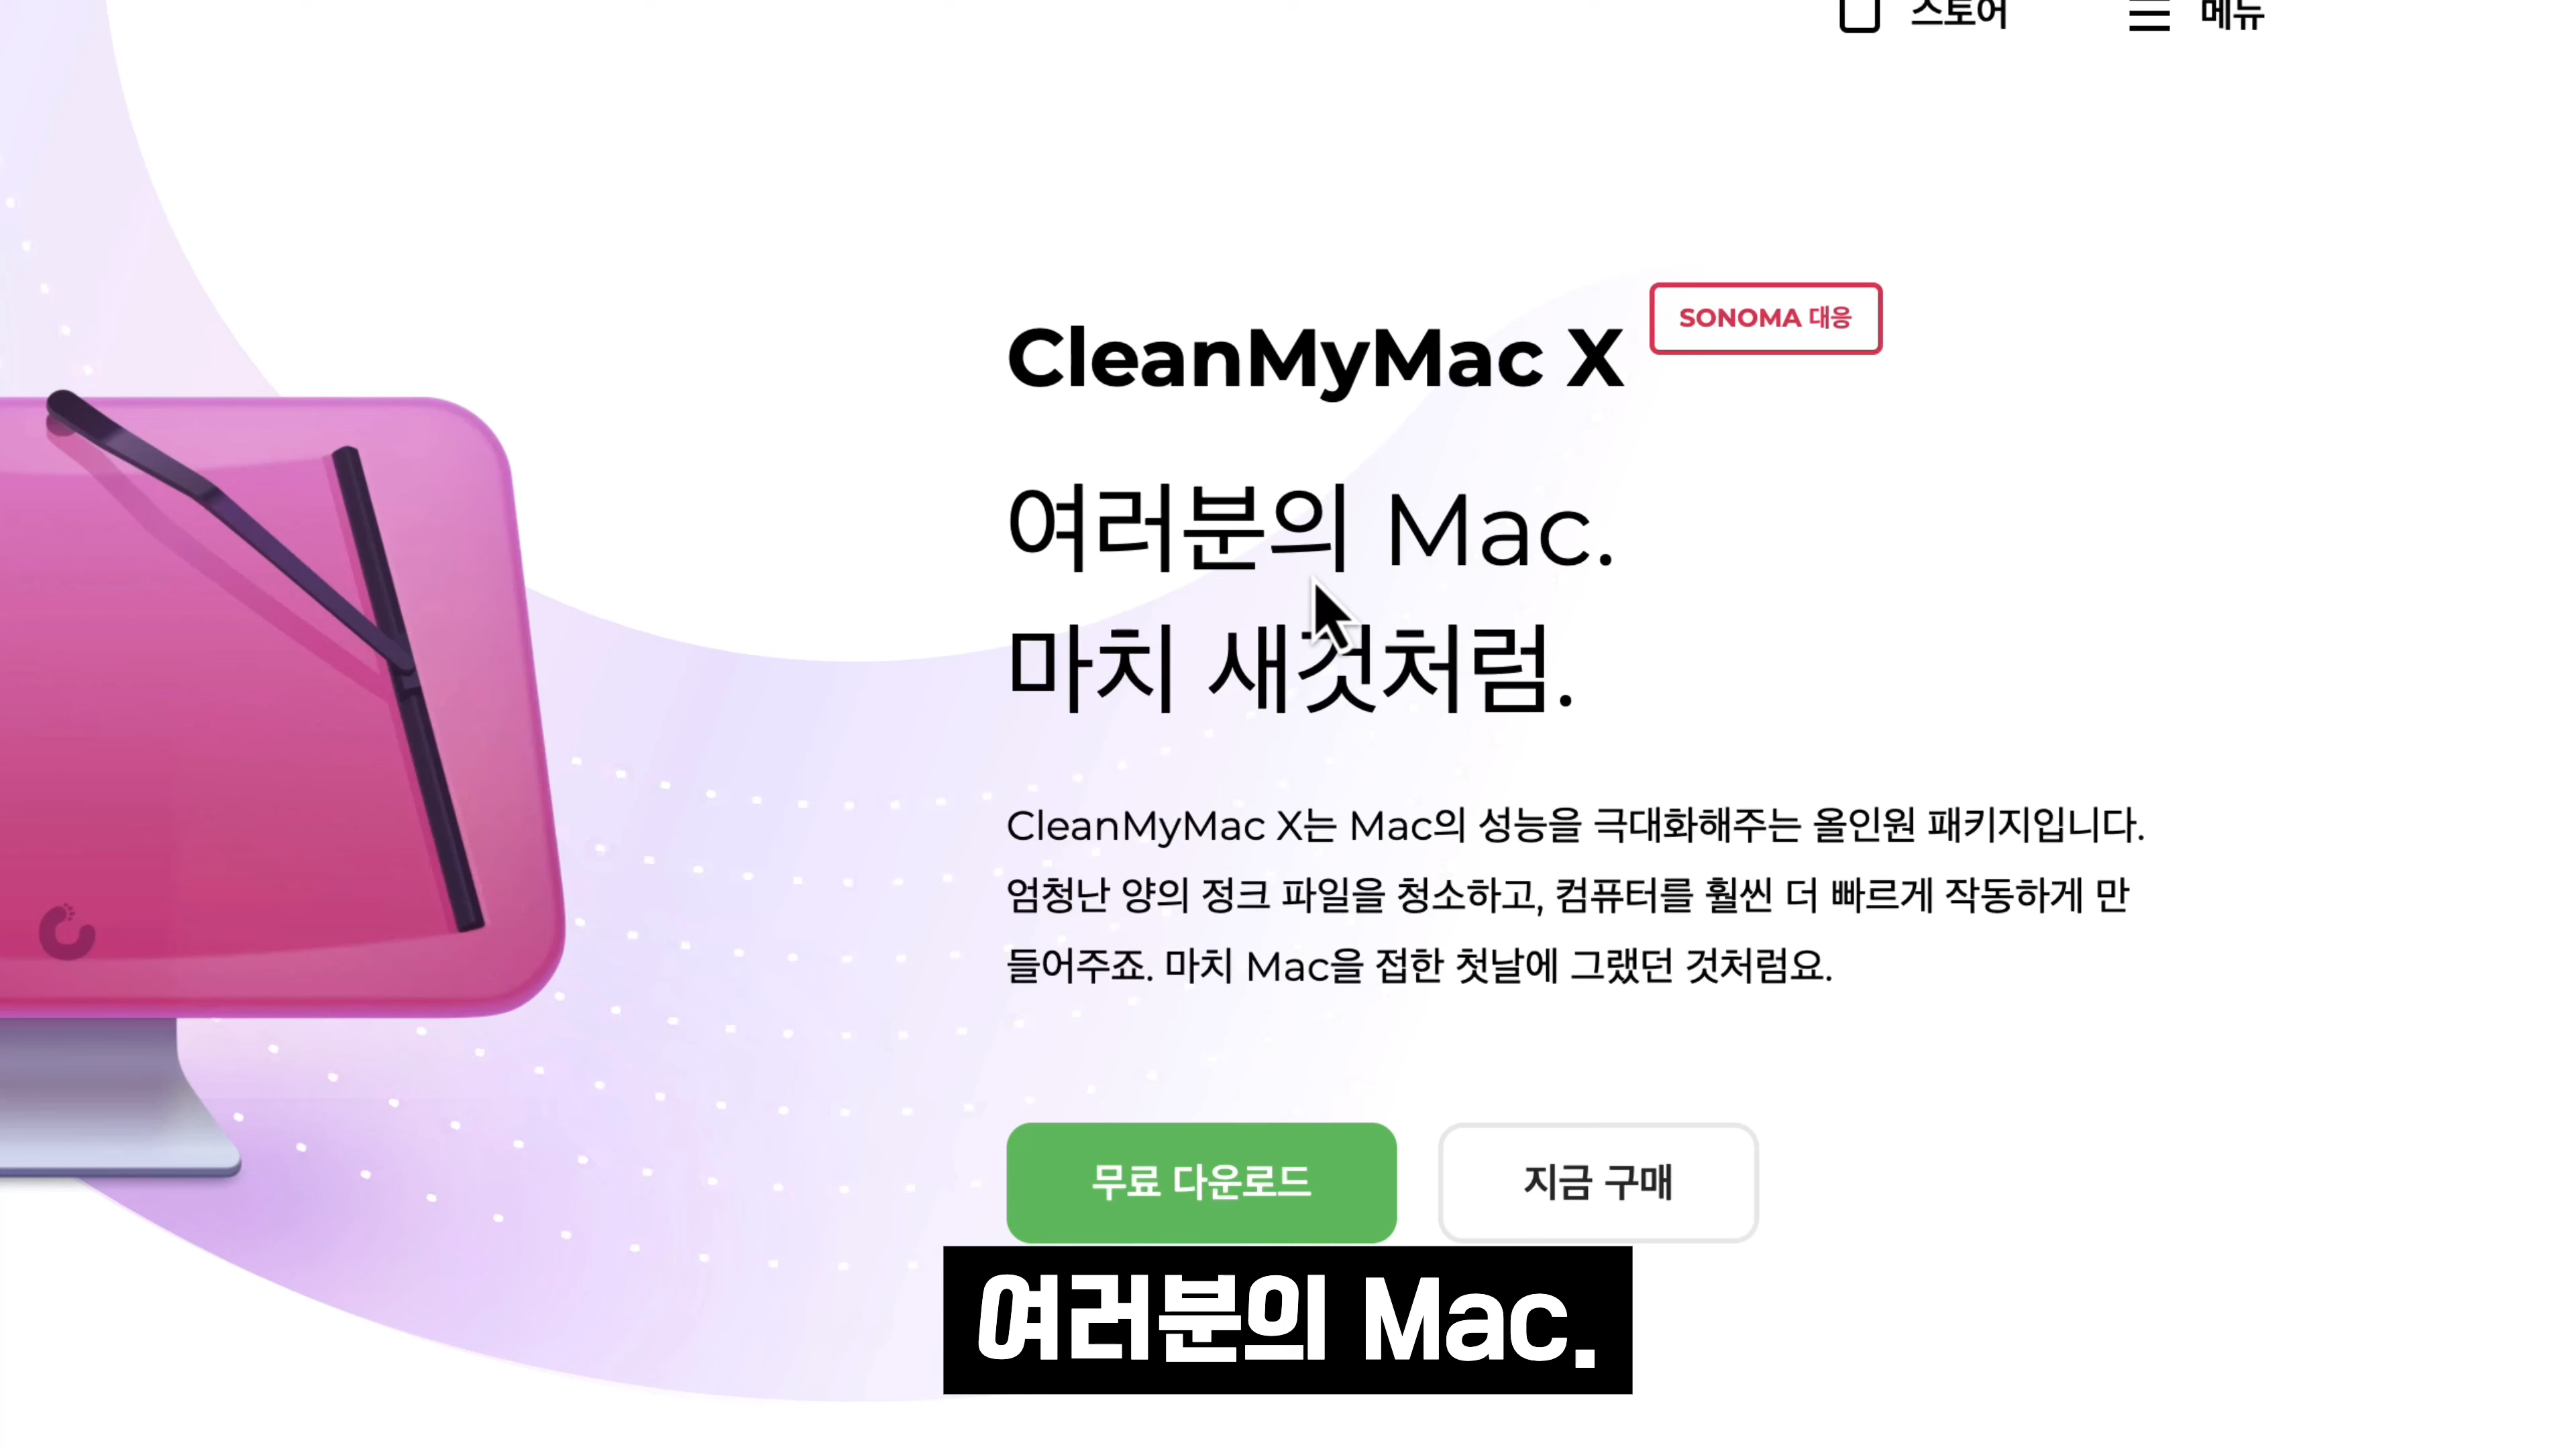 스토어
메뉴
CleanMyMac X
SONOMA 대응
여러분의 Mac.
마치 새것처럼.
CleanMyMac X는 Mac의 성능을 극대화해주는 올인원 패키지입니다.
엄청난 양의 정크 파일을 청소하고, 컴퓨터를 훨씬 더 빠르게 작동하게 만
들어주죠. 마치 Mac을 접한 첫날에 그랬던 것처럼요.
무료 다운로드
지금 구매
여러분의 Mac.